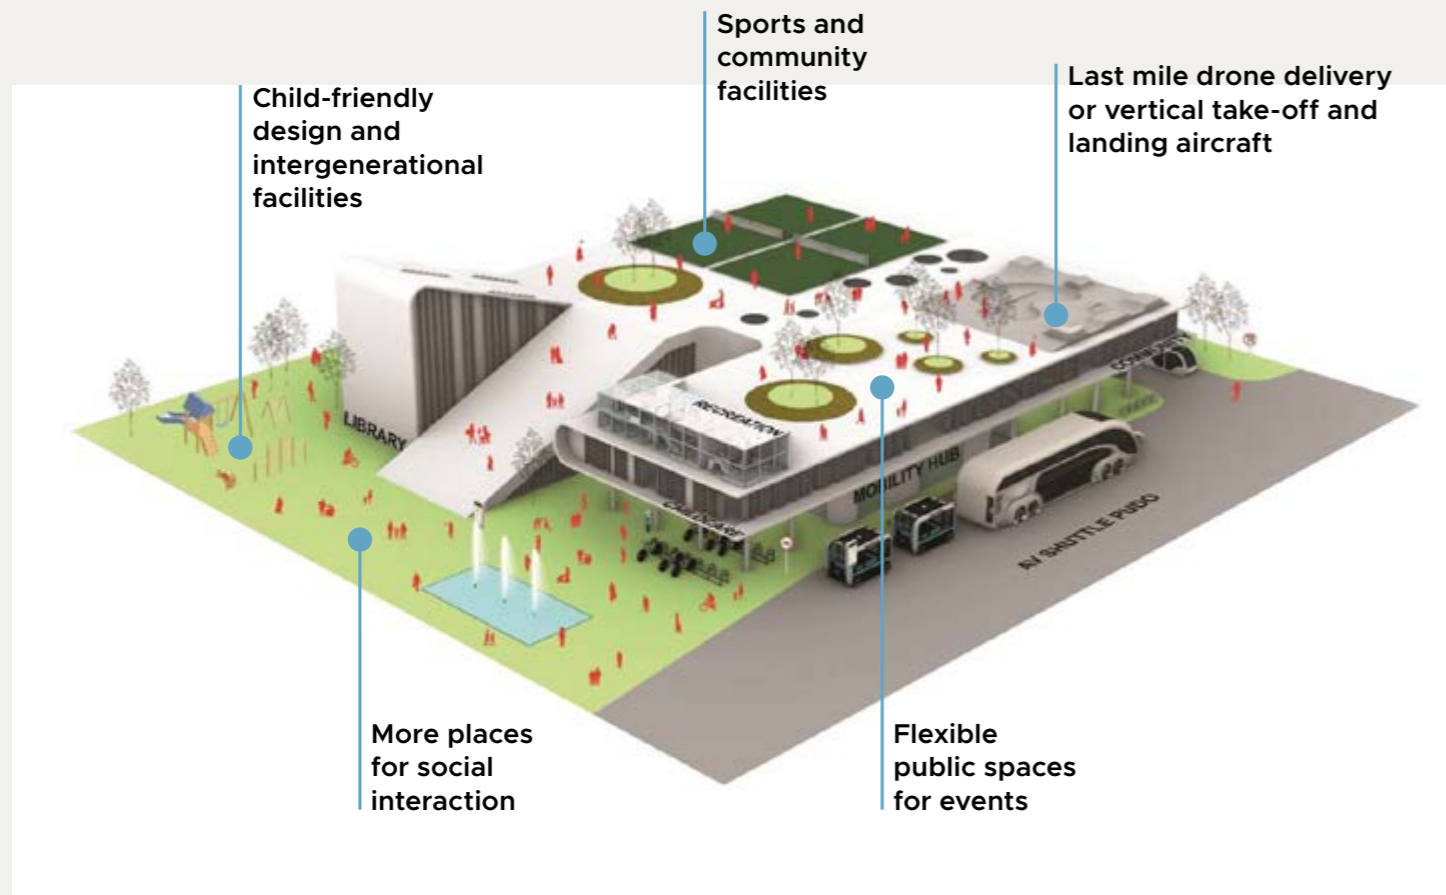 Sports and
community
facilities
Last mile drone delivery
or vertical take-off and
landing aircraft
Child-friendly
design and
intergenerational
facilities
LIBRARY
RECREATION
MOBILITY HUB
AV SHUTTLE PUDO
More places
for social
interaction
Flexible
public spaces
for events